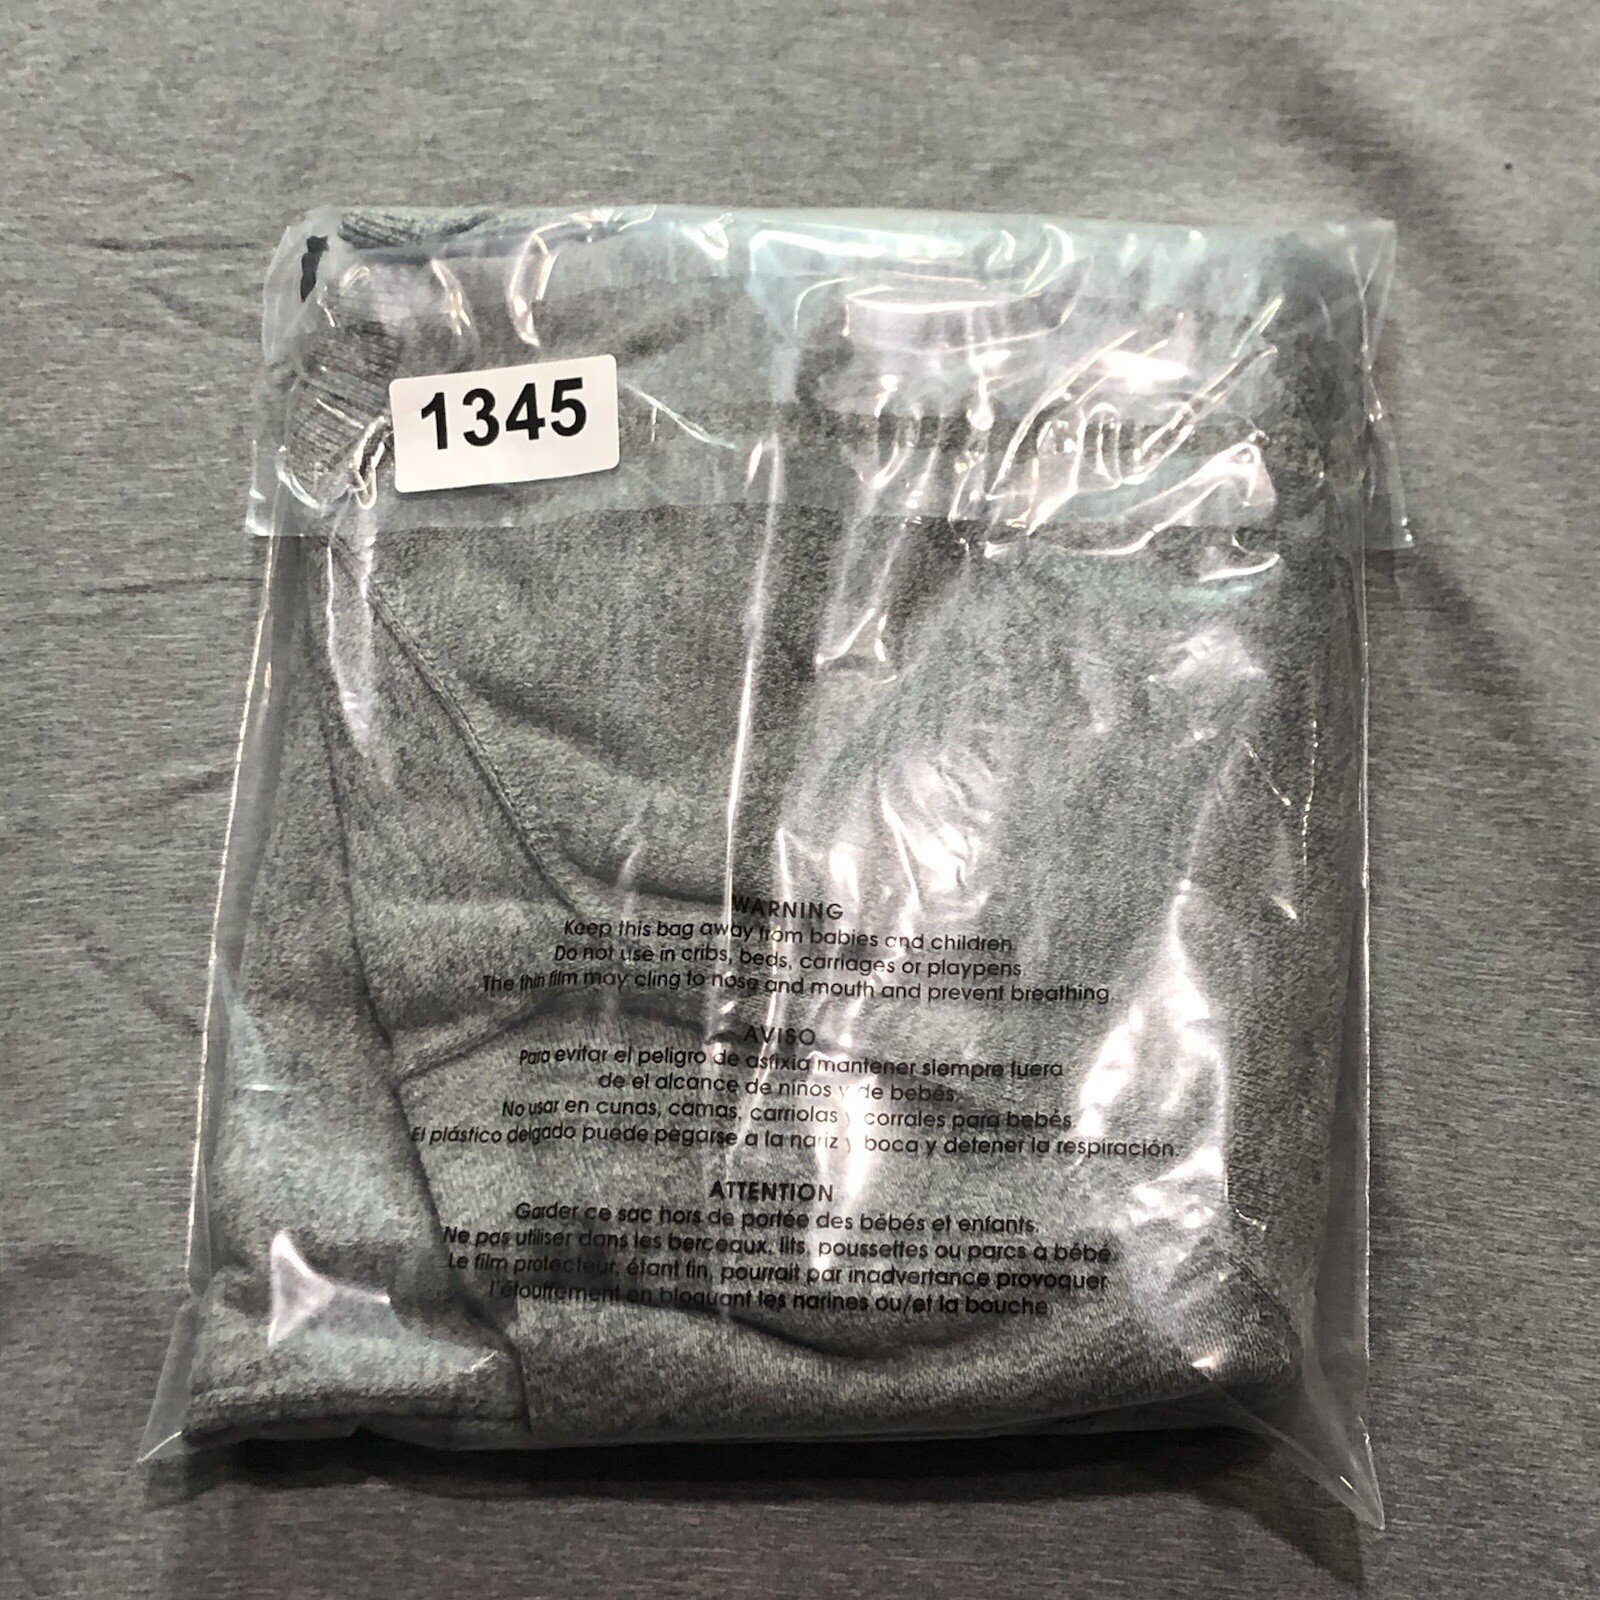 1345
WARNING
Keep this bag away from babies and children.
Do not use in cribs, beds, carriages or playpens.
The thin film may cling to nose and mouth and prevent breathing.
AVISO
Para evitar el peligro de asfixia mantener siempre fuera
de el alcance de niños y de bebés.
No usar en cunas, camas, carriolas y corrales para bebés.
El plástico delgado puede pegarse a la nariz y boca y detener la respiración.
ATTENTION
Garder ce sac hors de portée des bébés et enfants.
Ne pas utiliser dans les berceaux, lits, poussettes ou parcs à bébé.
Le film protecteur, étant fin, pourrait par inadvertance provoquer
l'étouffement en bloquant les narines ou/et la bouche.